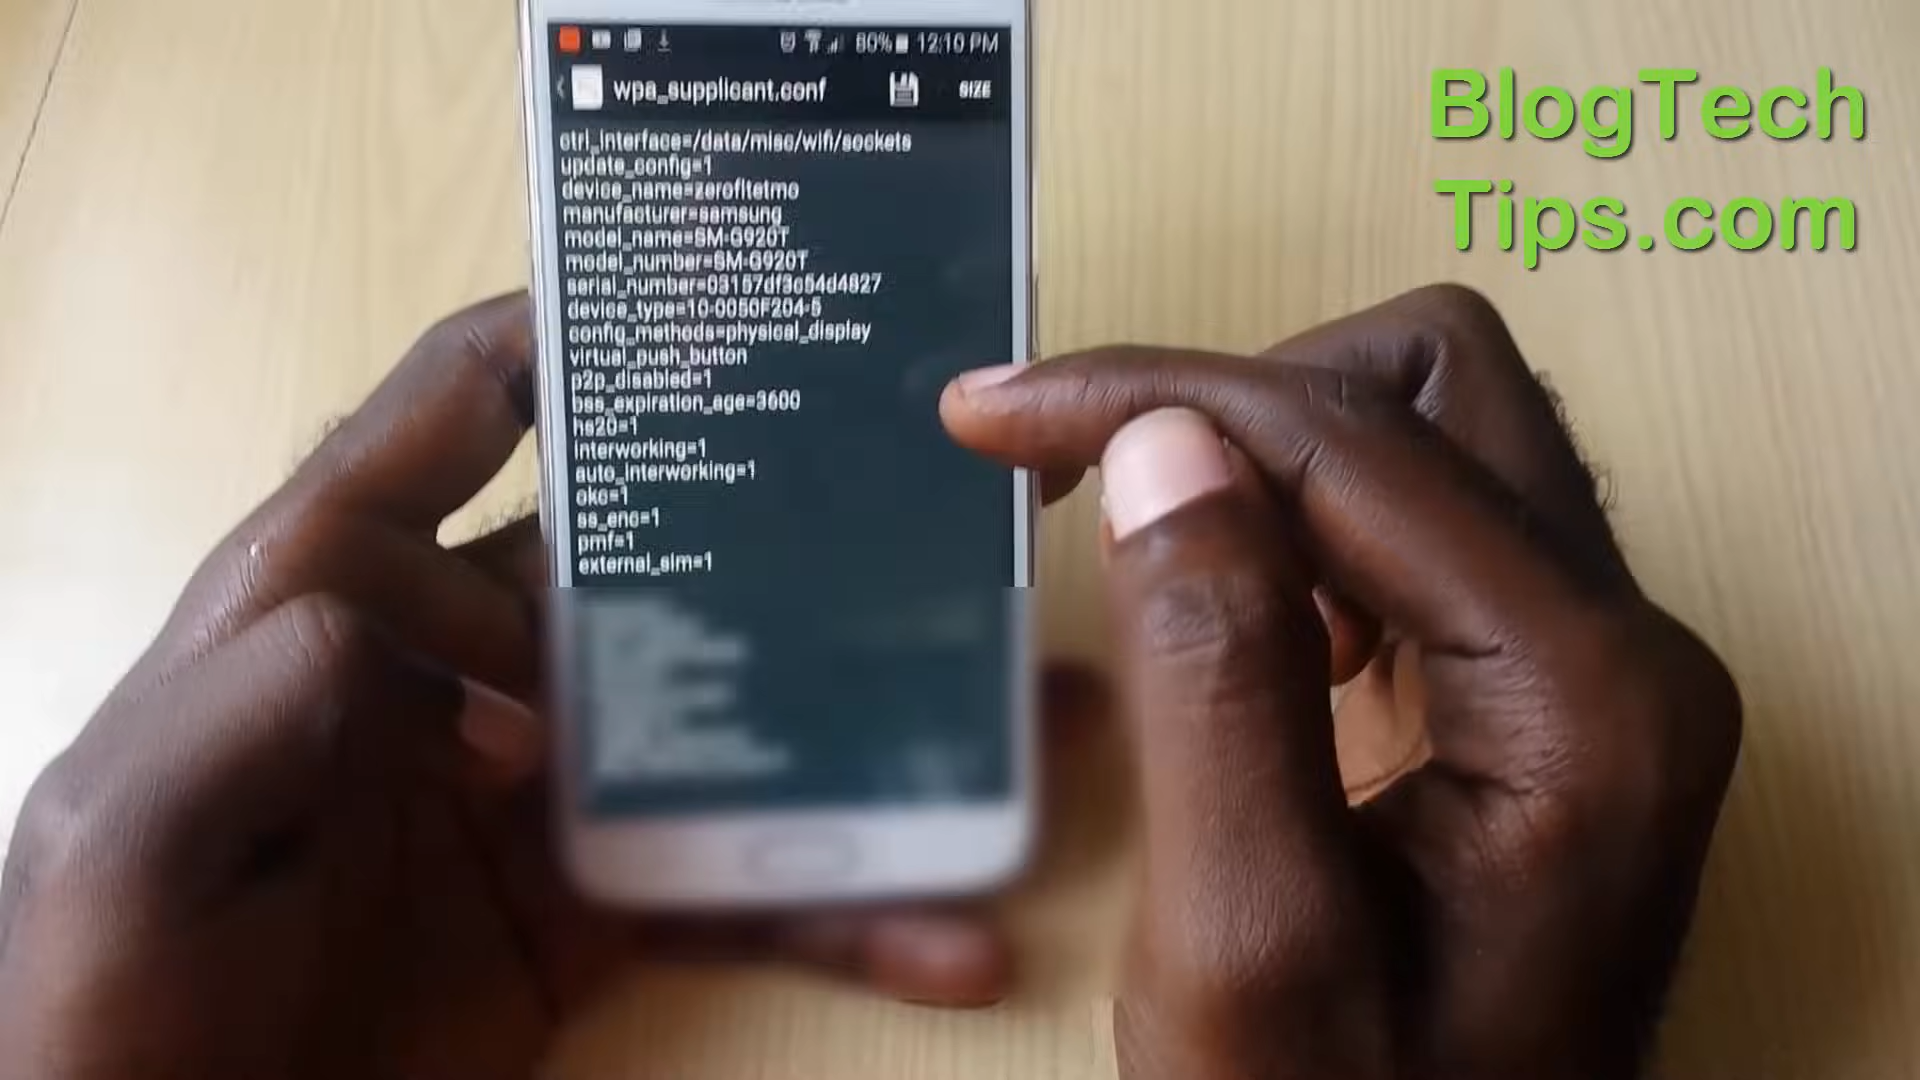 80% 12:10 PM
wpa_supplicant.conf
SIZE
ctrl_interface=/data/misc/wifi/sockets
update_config=1
device_name=zerofltetmo
manufacturer=samsung
model_name=SM-G920T
model_number=SM-G920T
serial_number=03157df3c54d4827
device_type=10-0050F204-5
config_methods=physical_display
virtual_push_button
p2p_disabled=1
bss_expiration_age=3600
hs20=1
interworking=1
auto_interworking=1
okc=1
ss_enc=1
pmf=1
external_sim=1
BlogTech
Tips.com